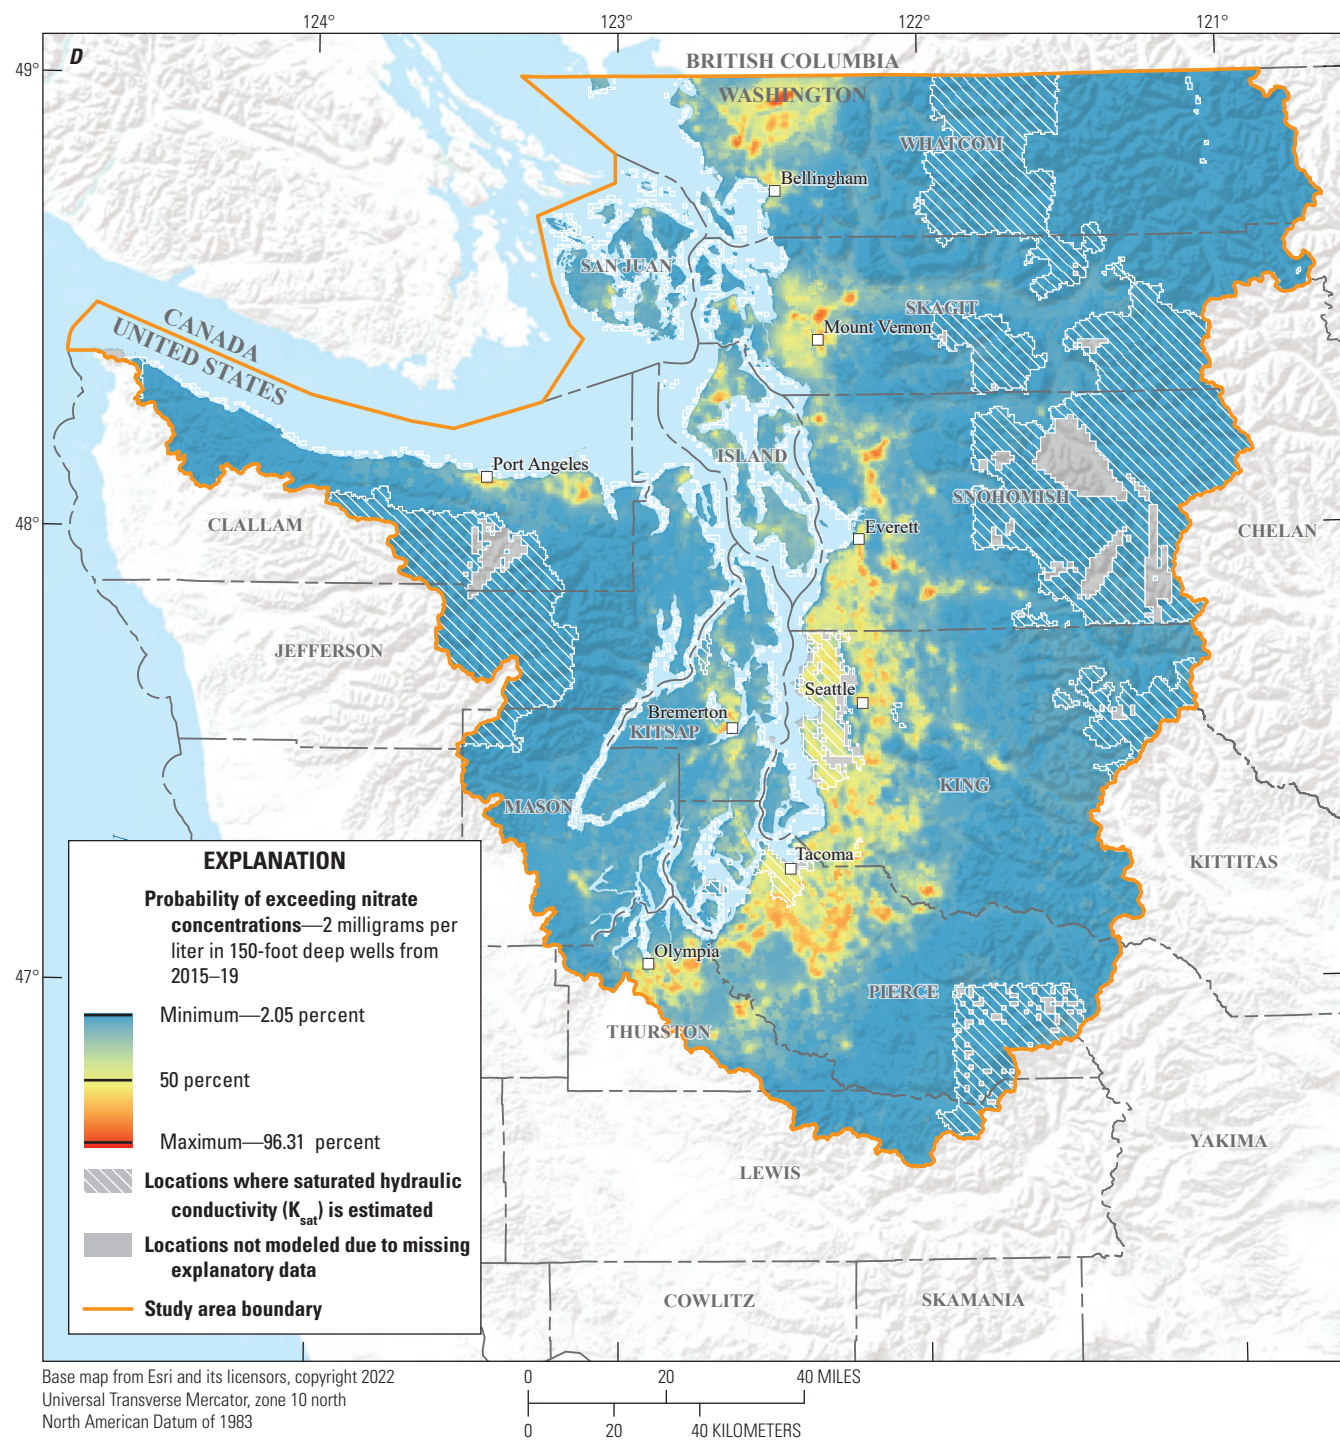 124°
123°
122°
121°
D
49°
BRITISH COLUMBIA
WASHINGTON
WHATCOM
Bellingham
SAN JUAN
SKAGIT
Mount Vernon
CANADA
UNITED STATES
ISLAND
Port Angeles
SNOHOMISH
48°
CLALLAM
Everett
CHELAN
JEFFERSON
Seattle
Bremerton
KITSAP
KING
MASON
Tacoma
KITTITAS
Olympia
47°
PIERCE
THURSTON
YAKIMA
LEWIS
COWLITZ
SKAMANIA
EXPLANATION
Probability of exceeding nitrate
concentrations—2 milligrams per
liter in 150-foot deep wells from
2015–19
Minimum—2.05 percent
50 percent
Maximum—96.31 percent
Locations where saturated hydraulic
conductivity (Ksat) is estimated
Locations not modeled due to missing
explanatory data
Study area boundary
Base map from Esri and its licensors, copyright 2022
Universal Transverse Mercator, zone 10 north
North American Datum of 1983
0 20 40 MILES
0 20 40 KILOMETERS